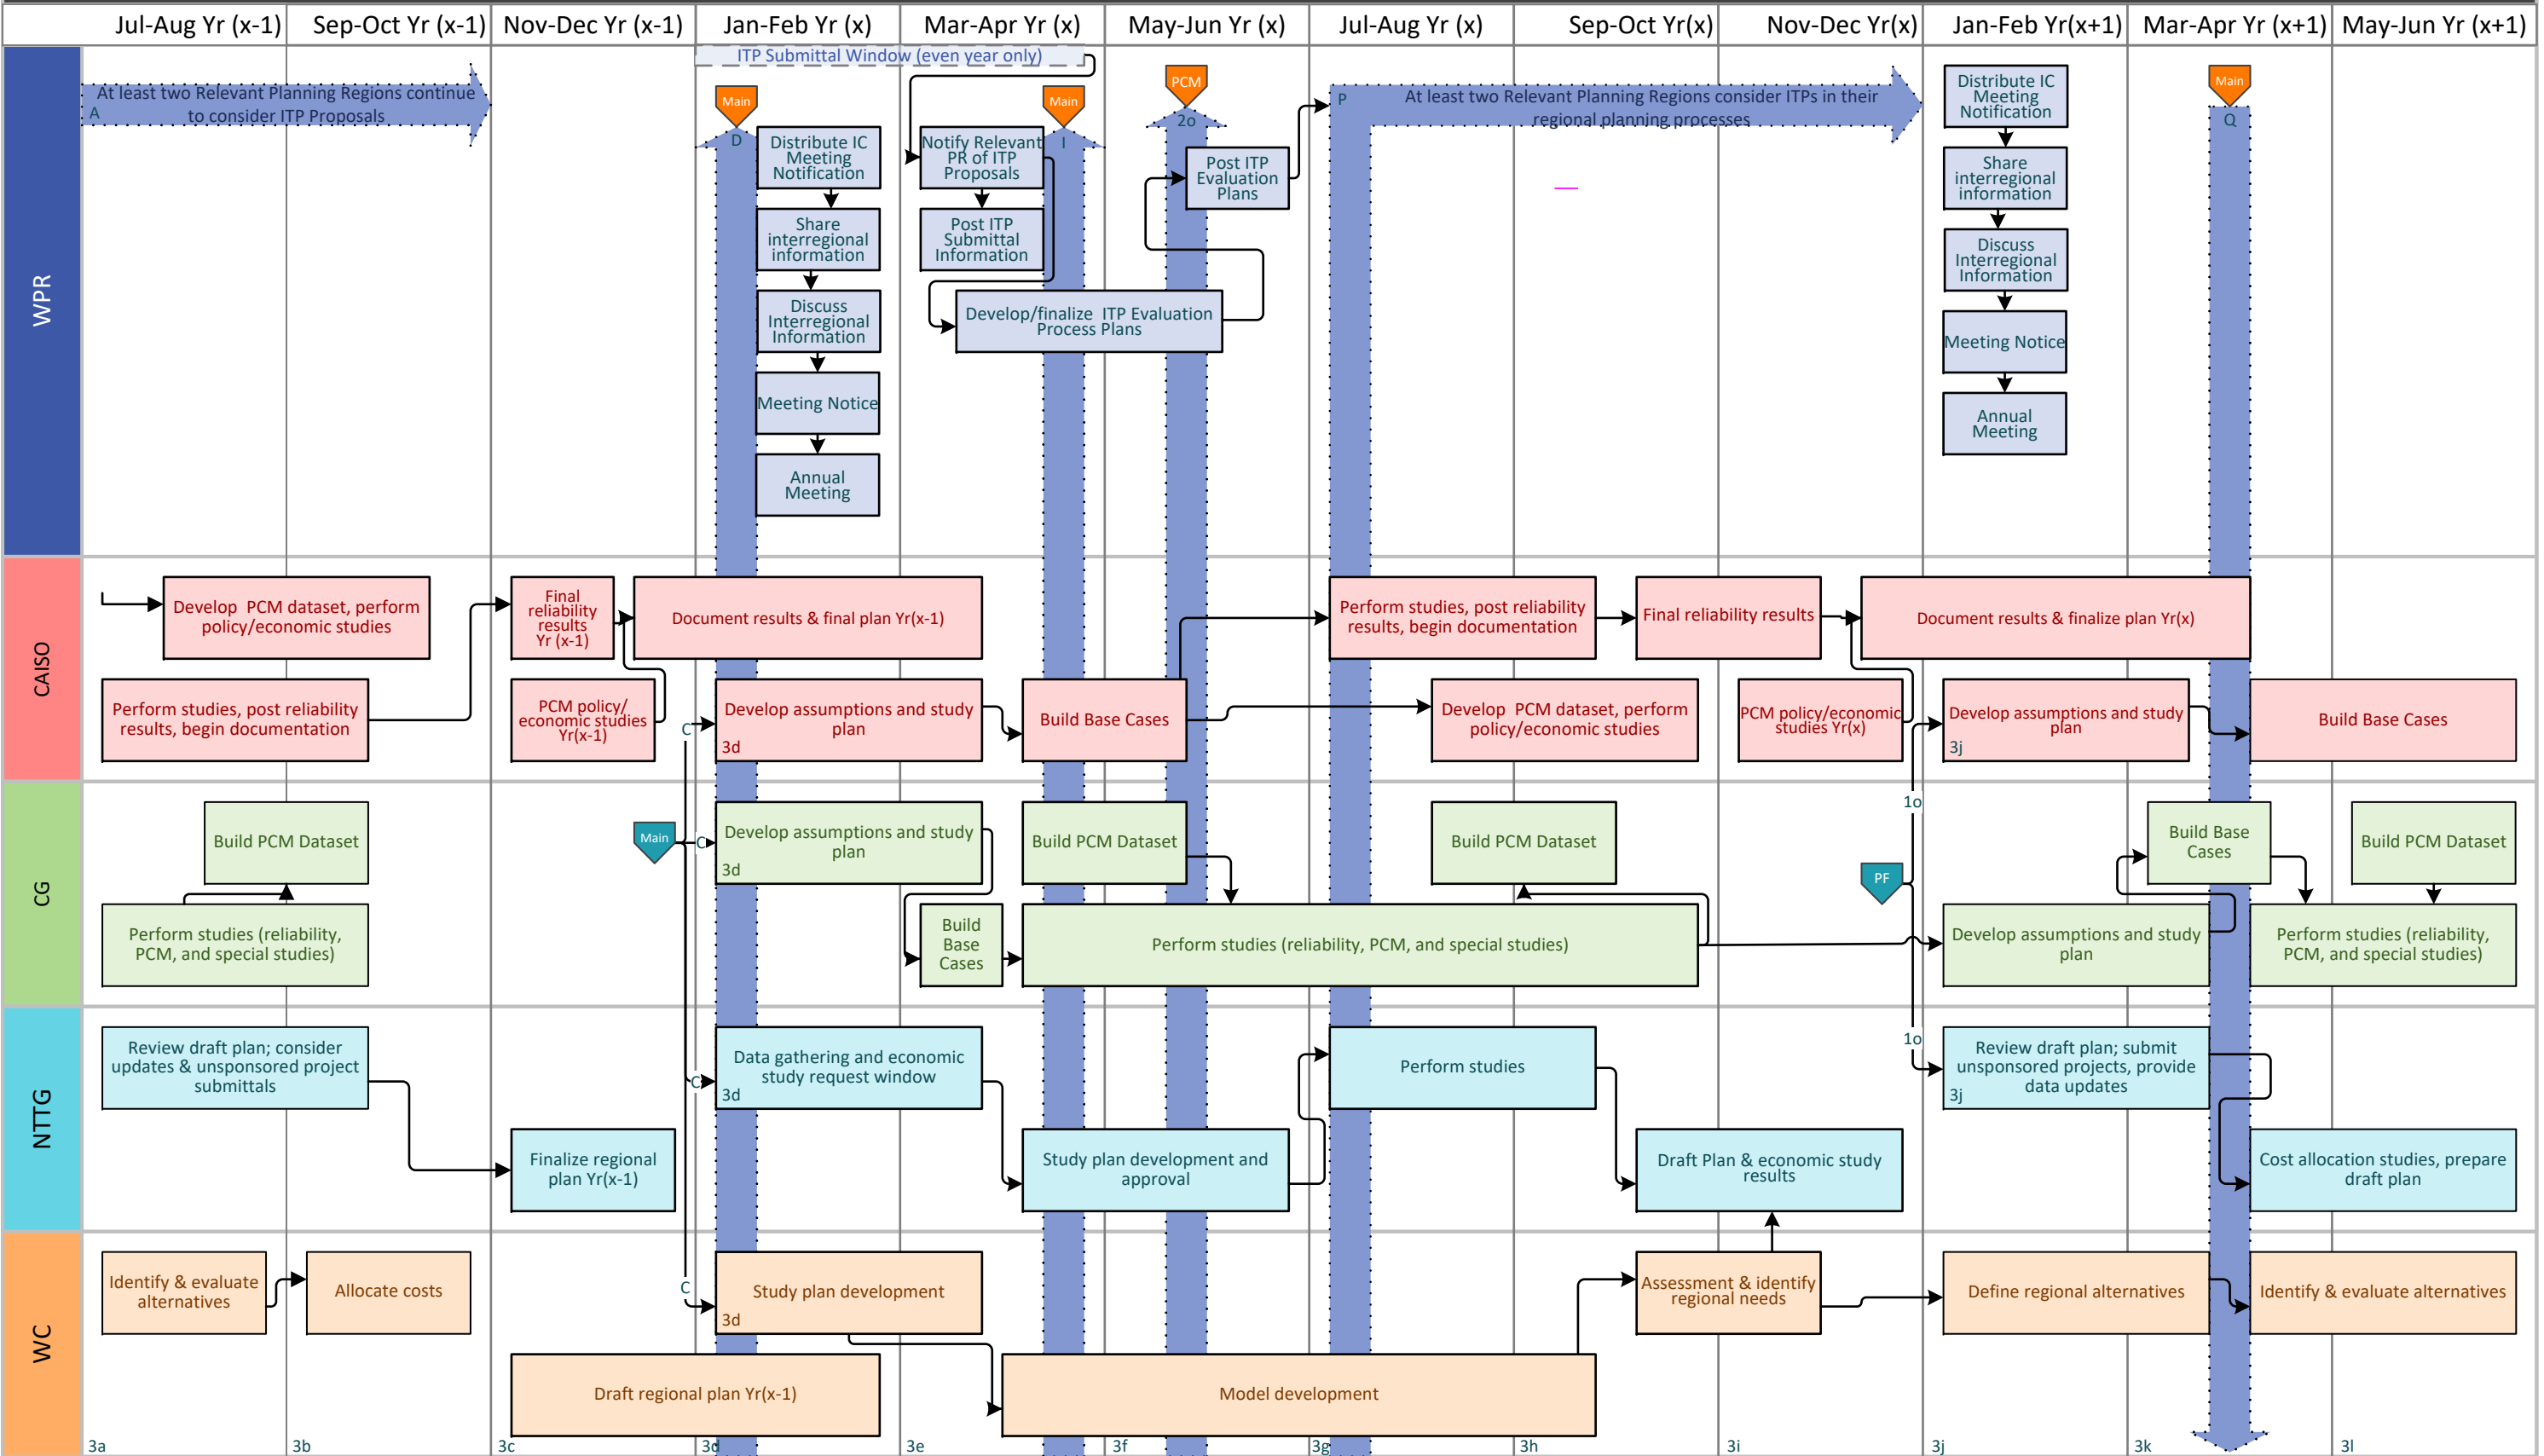 Jul-Aug Yr (x-1)
Sep-Oct Yr (x-1)
Nov-Dec Yr (x-1)
Jan-Feb Yr (x)
Mar-Apr Yr (x)
May-Jun Yr (x)
Jul-Aug Yr (x)
Sep-Oct Yr(x)
Nov-Dec Yr(x)
Jan-Feb Yr(x+1)
Mar-Apr Yr (x+1)
May-Jun Yr (x+1)
WPR
ITP Submittal Window (even year only)
At least two Relevant Planning Regions continue
to consider ITP Proposals
A
Main
D
Distribute IC
Meeting
Notification
Share
interregional
information
Discuss
Interregional
Information
Meeting Notice
Annual
Meeting
Notify Relevant
PR of ITP
Proposals
Post ITP
Submittal
Information
Main
I
Develop/finalize ITP Evaluation
Process Plans
PCM
2o
Post ITP
Evaluation
Plans
P
At least two Relevant Planning Regions consider ITPs in their
regional planning processes
Distribute IC
Meeting
Notification
Share
interregional
information
Discuss
Interregional
Information
Meeting Notice
Annual
Meeting
Main
Q
CAISO
Develop PCM dataset, perform
policy/economic studies
Final
reliability
results
Yr (x-1)
Document results & final plan Yr(x-1)
Perform studies, post reliability
results, begin documentation
Final reliability results
Document results & finalize plan Yr(x)
Perform studies, post reliability
results, begin documentation
PCM policy/
economic studies
Yr(x-1)
C
Develop assumptions and study
plan
3d
Build Base Cases
Develop PCM dataset, perform
policy/economic studies
PCM policy/economic
studies Yr(x)
Develop assumptions and study
plan
3j
Build Base Cases
CG
Build PCM Dataset
Main
C
Develop assumptions and study
plan
3d
Build PCM Dataset
Build PCM Dataset
1o
PF
Build Base
Cases
Build PCM Dataset
Perform studies (reliability,
PCM, and special studies)
Build
Base
Cases
Perform studies (reliability, PCM, and special studies)
Develop assumptions and study
plan
Perform studies (reliability,
PCM, and special studies)
NTTG
Review draft plan; consider
updates & unsponsored project
submittals
C
Data gathering and economic
study request window
3d
Perform studies
1o
Review draft plan; submit
unsponsored projects, provide
data updates
3j
Finalize regional
plan Yr(x-1)
Study plan development and
approval
Draft Plan & economic study
results
Cost allocation studies, prepare
draft plan
WC
Identify & evaluate
alternatives
Allocate costs
C
Study plan development
3d
Assessment & identify
regional needs
Define regional alternatives
Identify & evaluate alternatives
Draft regional plan Yr(x-1)
Model development
3a
3b
3c
3d
3e
3f
3g
3h
3i
3j
3k
3l